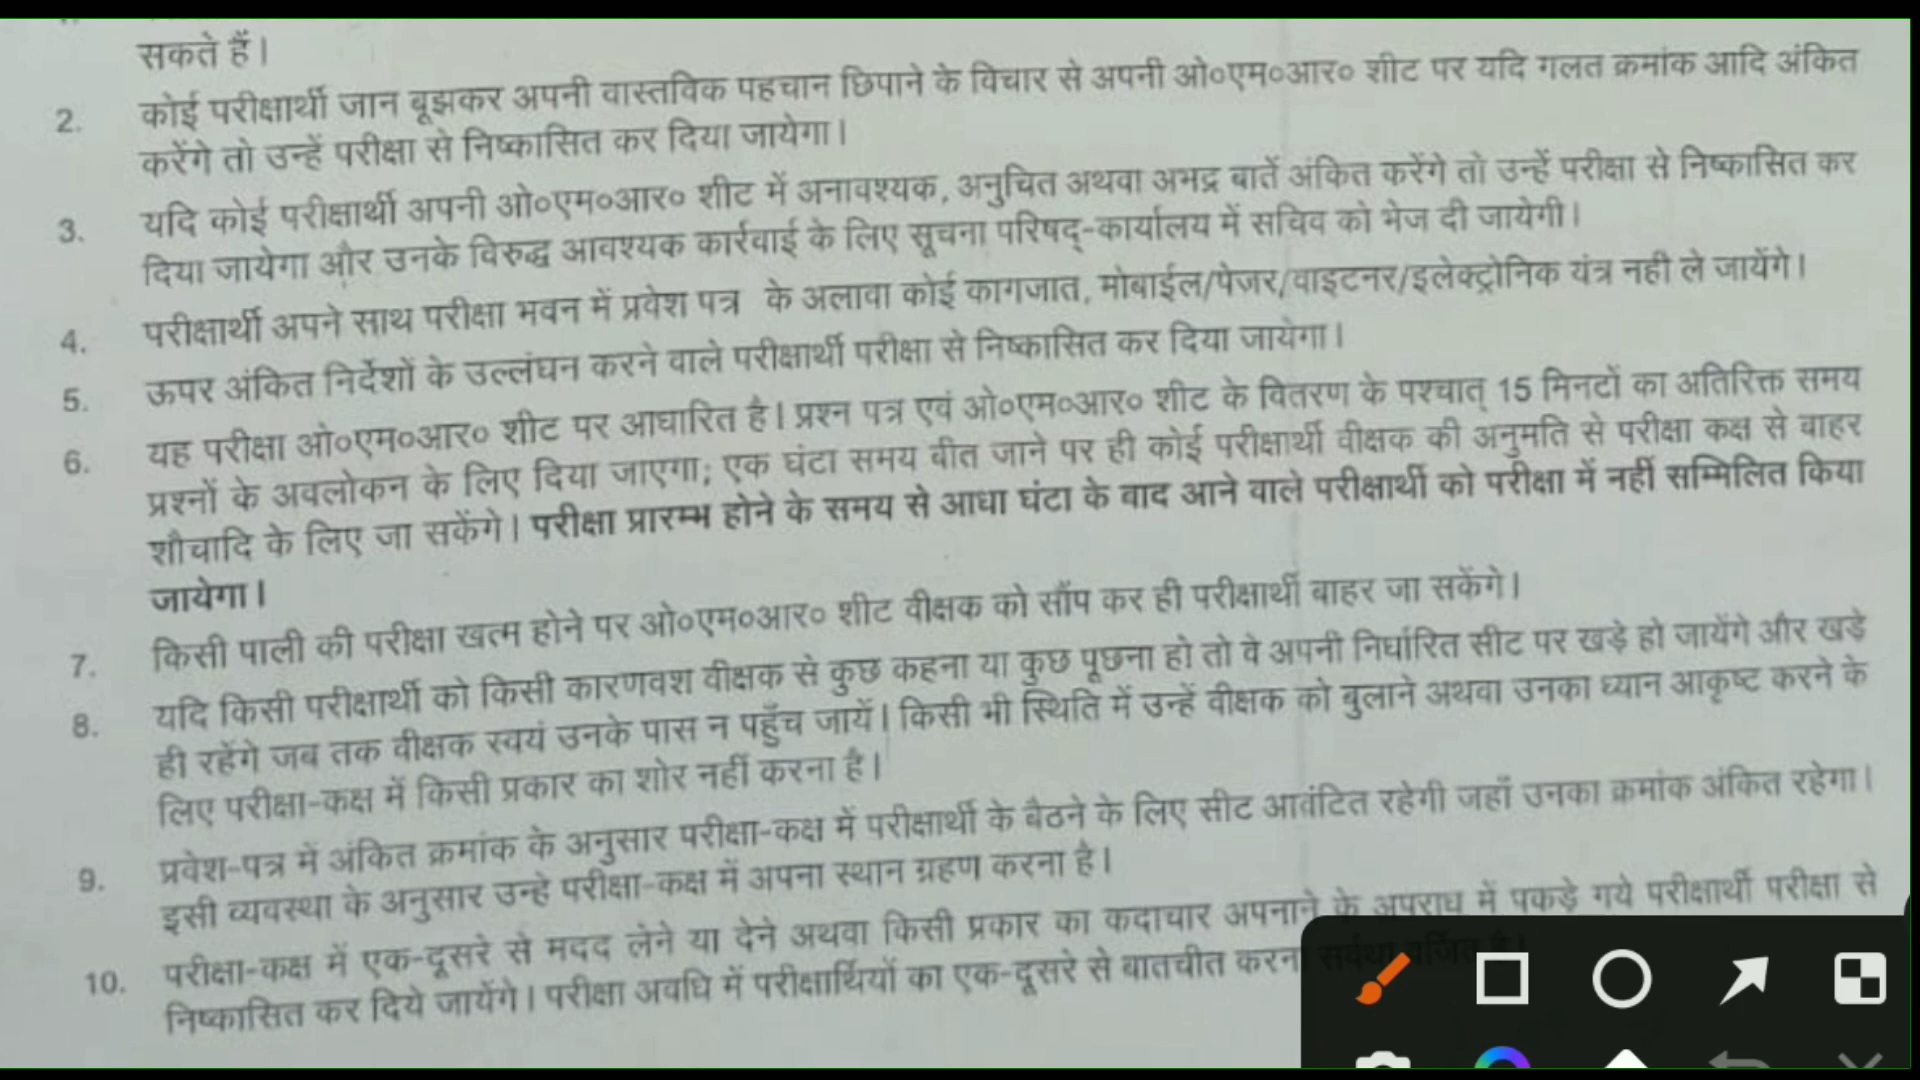 सकते हैं।
2. कोई परीक्षार्थी जान बूझकर अपनी वास्तविक पहचान छिपाने के विचार से अपनी ओ०एम०आर० शीट पर यदि गलत क्रमांक आदि अंकित
करेंगे तो उन्हें परीक्षा से निष्कासित कर दिया जायेगा।
3. यदि कोई परीक्षार्थी अपनी ओ०एम०आर० शीट में अनावश्यक, अनुचित अथवा अभद्र बातें अंकित करेंगे तो उन्हें परीक्षा से निष्कासित कर
दिया जायेगा और उनके विरुद्ध आवश्यक कार्रवाई के लिए सूचना परिषद्-कार्यालय में सचिव को भेज दी जायेगी।
4. परीक्षार्थी अपने साथ परीक्षा भवन में प्रवेश पत्र के अलावा कोई कागजात, मोबाईल/पेजर/वाइटनर/इलेक्ट्रोनिक यंत्र नही ले जायेंगे।
5. ऊपर अंकित निर्देशों के उल्लंघन करने वाले परीक्षार्थी परीक्षा से निष्कासित कर दिया जायेगा।
6. यह परीक्षा ओ०एम०आर० शीट पर आधारित है। प्रश्न पत्र एवं ओ०एम०आर० शीट के वितरण के पश्चात् 15 मिनटों का अतिरिक्त समय
प्रश्नों के अवलोकन के लिए दिया जाएगा; एक घंटा समय बीत जाने पर ही कोई परीक्षार्थी वीक्षक की अनुमति से परीक्षा कक्ष से बाहर
शौचादि के लिए जा सकेंगे। परीक्षा प्रारम्भ होने के समय से आधा घंटा के बाद आने वाले परीक्षार्थी को परीक्षा में नहीं सम्मिलित किया
जायेगा।
7. किसी पाली की परीक्षा खत्म होने पर ओ०एम०आर० शीट वीक्षक को सौंप कर ही परीक्षार्थी बाहर जा सकेंगे।
8. यदि किसी परीक्षार्थी को किसी कारणवश वीक्षक से कुछ कहना या कुछ पूछना हो तो वे अपनी निर्धारित सीट पर खड़े हो जायेंगे और खड़े
ही रहेंगे जब तक वीक्षक स्वयं उनके पास न पहुँच जायें। किसी भी स्थिति में उन्हें वीक्षक को बुलाने अथवा उनका ध्यान आकृष्ट करने के
लिए परीक्षा-कक्ष में किसी प्रकार का शोर नहीं करना है।
9. प्रवेश-पत्र में अंकित क्रमांक के अनुसार परीक्षा-कक्ष में परीक्षार्थी के बैठने के लिए सीट आवंटित रहेगी जहाँ उनका क्रमांक अंकित रहेगा।
इसी व्यवस्था के अनुसार उन्हे परीक्षा-कक्ष में अपना स्थान ग्रहण करना है।
10. परीक्षा-कक्ष में एक-दूसरे से मदद लेने या देने अथवा किसी प्रकार का कदाचार अपनाने के अपराध में पकड़े गये परीक्षार्थी परीक्षा से
निष्कासित कर दिये जायेंगे। परीक्षा अवधि में परीक्षार्थियों का एक-दूसरे से बातचीत करना सर्वथा वर्जित है।